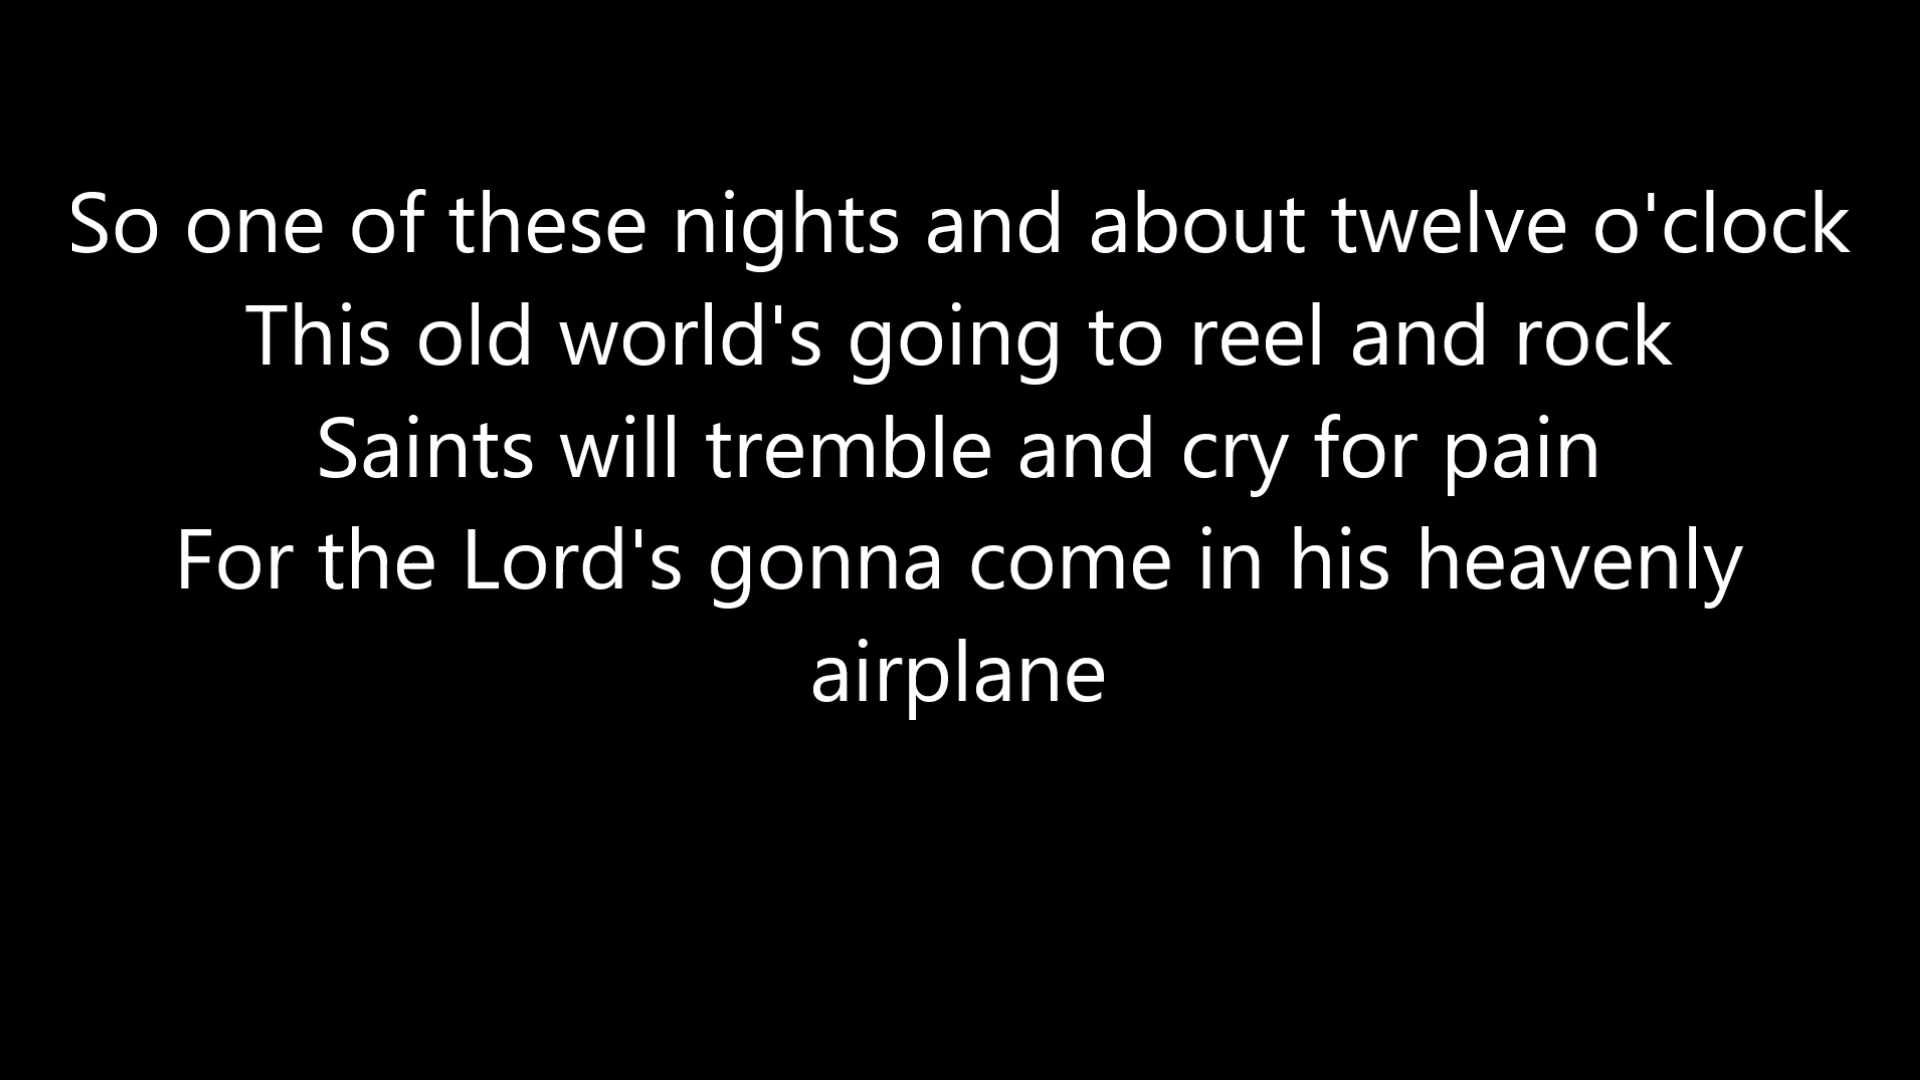 So one of these nights and about twelve o'clock
This old world's going to reel and rock
Saints will tremble and cry for pain
For the Lord's gonna come in his heavenly
airplane